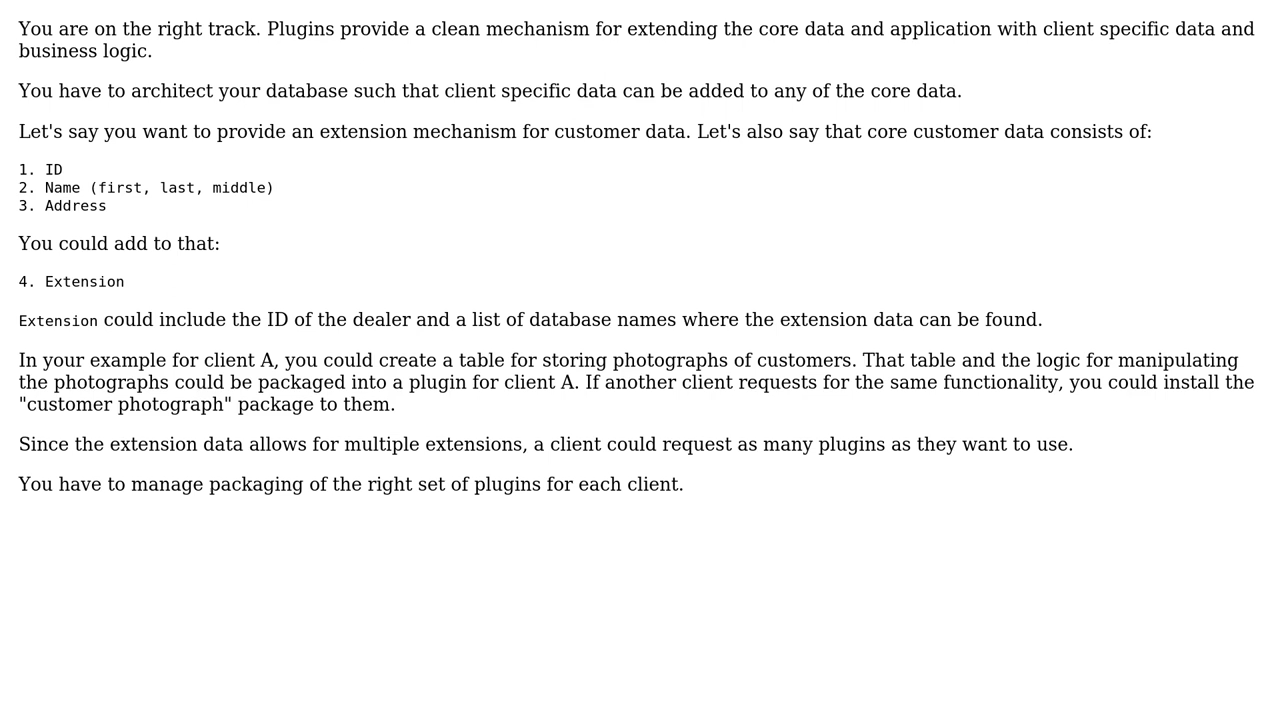 You are on the right track. Plugins provide a clean mechanism for extending the core data and application with client specific data and
business logic.
You have to architect your database such that client specific data can be added to any of the core data.
Let's say you want to provide an extension mechanism for customer data. Let's also say that core customer data consists of:
1. ID
2. Name (first, last, middle)
3. Address
You could add to that:
4. Extension
Extension could include the ID of the dealer and a list of database names where the extension data can be found.
In your example for client A, you could create a table for storing photographs of customers. That table and the logic for manipulating
the photographs could be packaged into a plugin for client A. If another client requests for the same functionality, you could install the
"customer photograph" package to them.
Since the extension data allows for multiple extensions, a client could request as many plugins as they want to use.
You have to manage packaging of the right set of plugins for each client.